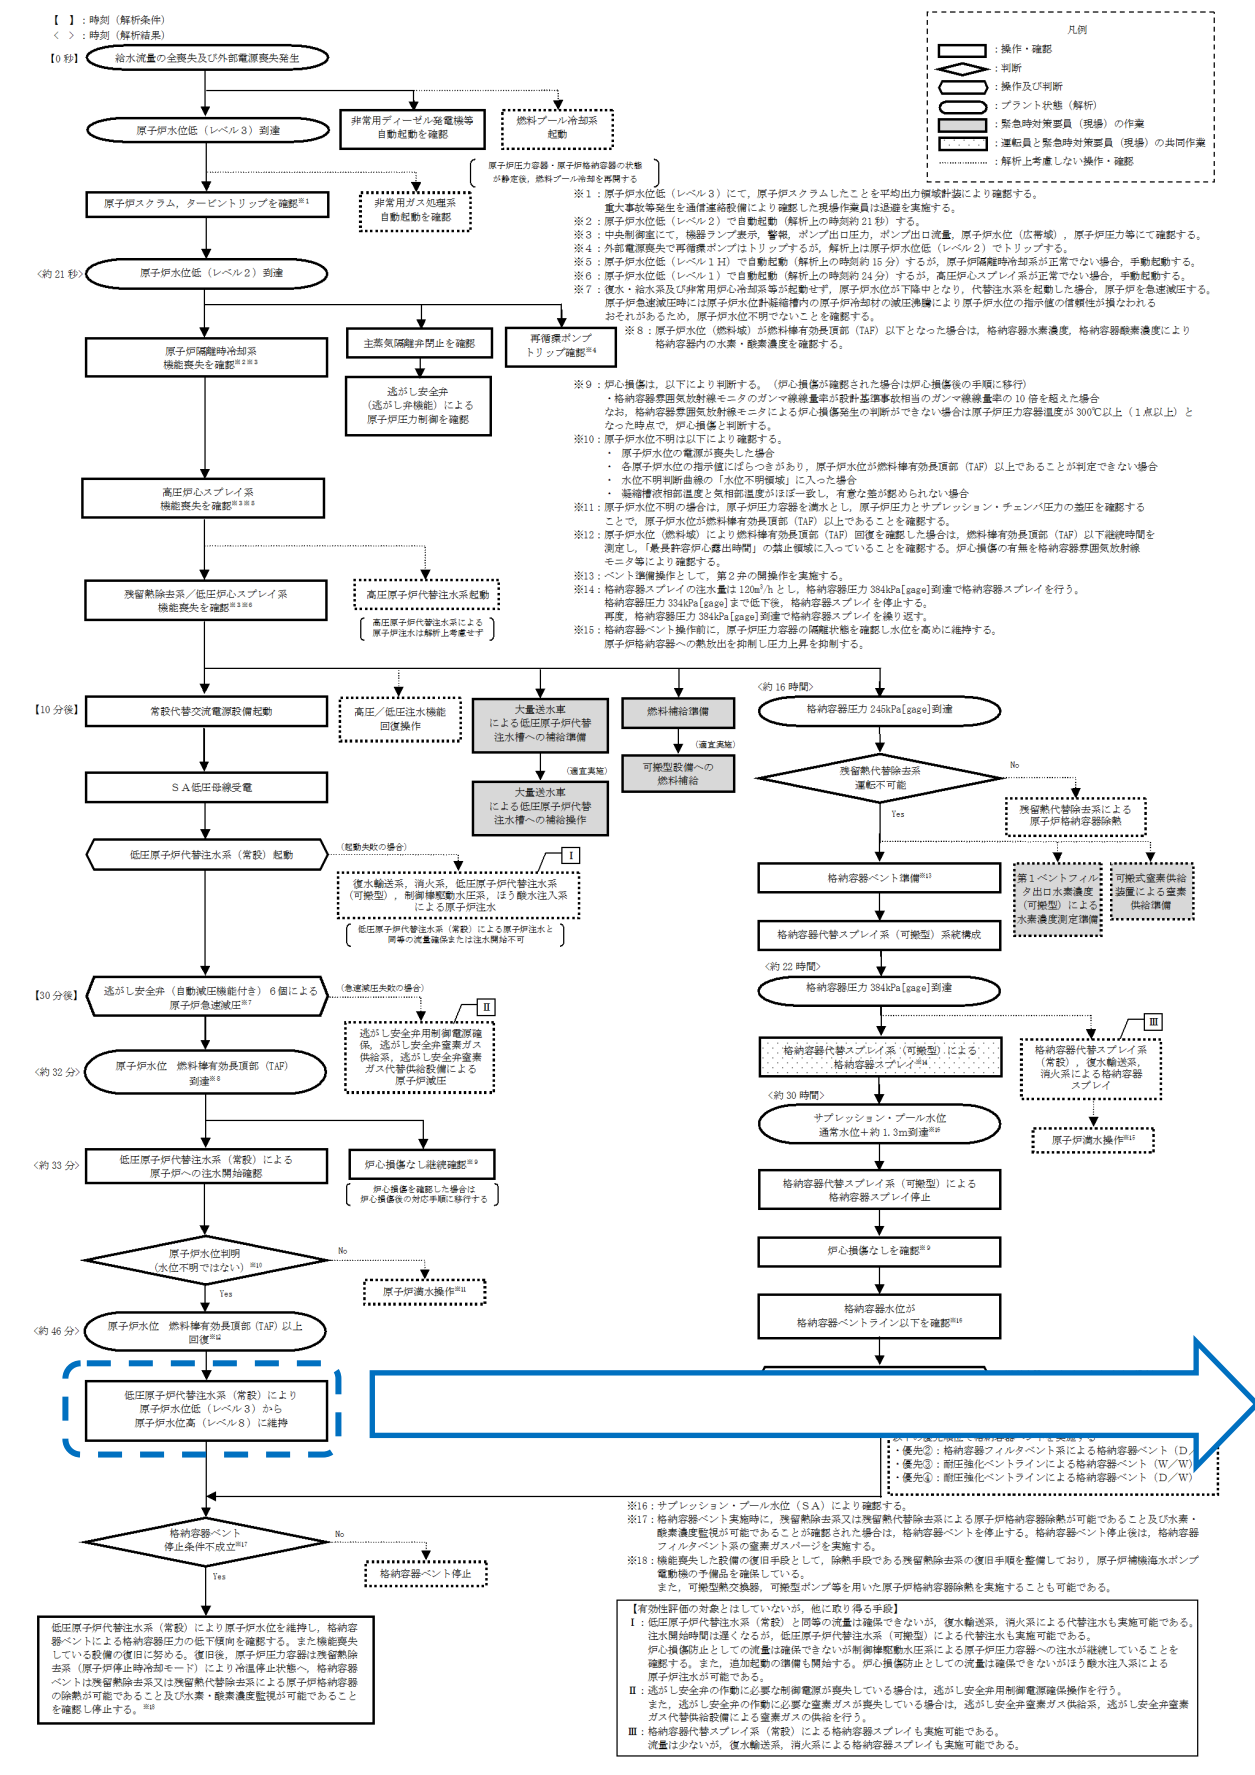 【　】：時刻（解析条件）
〈　〉：時刻（解析結果）
凡例
：操作・確認
：判断
：操作及び判断
：プラント状態（解析）
：緊急時対策要員（現場）の作業
：運転員と緊急時対策要員（現場）の共同作業
：解析上考慮しない操作・確認
【0 秒】
給水流量の全喪失及び外部電源喪失発生
原子炉水位低（レベル３）到達
非常用ディーゼル発電機等
自動起動を確認
燃料プール冷却系
起動
原子炉圧力容器・原子炉格納容器の状態
が静定後，燃料プール冷却を再開する
原子炉スクラム，タービントリップを確認※1
非常用ガス処理系
自動起動を確認
〈約 21 秒〉
原子炉水位低（レベル２）到達
原子炉隔離時冷却系
機能喪失を確認※2※3
主蒸気隔離弁閉止を確認
再循環ポンプ
トリップ確認※4
逃がし安全弁
（逃がし弁機能）による
原子炉圧力制御を確認
高圧炉心スプレイ系
機能喪失を確認※3※5
残留熱除去系／低圧炉心スプレイ系
機能喪失を確認※3※6
高圧原子炉代替注水系起動
高圧原子炉代替注水系による
原子炉注水は解析上考慮せず
※１：原子炉水位低（レベル３）にて，原子炉スクラムしたことを平均出力領域計装により確認する。
重大事故等発生を通信連絡設備により確認した現場作業員は退避を実施する。
※２：原子炉水位低（レベル２）で自動起動（解析上の時刻約 21 秒）する。
※３：中央制御室にて，機器ランプ表示，警報，ポンプ出口圧力，ポンプ出口流量，原子炉水位（広帯域），原子炉圧力等にて確認する。
※４：外部電源喪失で再循環ポンプはトリップするが，解析上は原子炉水位低（レベル２）でトリップする。
※５：原子炉水位低（レベル１Ｈ）で自動起動（解析上の時刻約 15 分）するが，原子炉隔離時冷却系が正常でない場合，手動起動する。
※６：原子炉水位低（レベル１）で自動起動（解析上の時刻約 24 分）するが，高圧炉心スプレイ系が正常でない場合，手動起動する。
※７：復水・給水系及び非常用炉心冷却系等が起動せず，原子炉水位が下降中となり，代替注水系を起動した場合，原子炉を急速減圧する。
原子炉急速減圧時には原子炉水位計凝縮槽内の原子炉冷却材の減圧沸騰により原子炉水位の指示値の信頼性が損なわれる
おそれがあるため，原子炉水位不明でないことを確認する。
※８：原子炉水位（燃料域）が燃料棒有効長頂部（TAF）以下となった場合は，格納容器水素濃度，格納容器酸素濃度により
格納容器内の水素・酸素濃度を確認する。
※９：炉心損傷は，以下により判断する。（炉心損傷が確認された場合は炉心損傷後の手順に移行）
・格納容器雰囲気放射線モニタのガンマ線線量率が設計基準事故相当のガンマ線線量率の 10 倍を超えた場合
なお，格納容器雰囲気放射線モニタによる炉心損傷発生の判断ができない場合は原子炉圧力容器温度が 300℃以上（１点以上）と
なった時点で，炉心損傷と判断する。
※10：原子炉水位不明は以下により確認する。
・　原子炉水位の電源が喪失した場合
・　各原子炉水位の指示値にばらつきがあり，原子炉水位が燃料棒有効長頂部（TAF）以上であることが判定できない場合
・　水位不明判断曲線の「水位不明領域」に入った場合
・　凝縮槽液相部温度と気相部温度がほぼ一致し，有意な差が認められない場合
※11：原子炉水位不明の場合は，原子炉圧力容器を満水とし，原子炉圧力とサプレッション・チェンバ圧力の差圧を確認する
ことで，原子炉水位が燃料棒有効長頂部（TAF）以上であることを確認する。
※12：原子炉水位（燃料域）により燃料棒有効長頂部（TAF）回復を確認した場合は，燃料棒有効長頂部（TAF）以下継続時間を
測定し，「最長許容炉心露出時間」の禁止領域に入っていることを確認する。炉心損傷の有無を格納容器雰囲気放射線
モニタ等により確認する。
※13：ベント準備操作として，第２弁の開操作を実施する。
※14：格納容器スプレイの注水量は 120m³/h とし，格納容器圧力 384kPa[gage]到達で格納容器スプレイを行う。
格納容器圧力 334kPa[gage]まで低下後，格納容器スプレイを停止する。
再度，格納容器圧力 384kPa[gage]到達で格納容器スプレイを繰り返す。
※15：格納容器ベント操作前に，原子炉圧力容器の隔離状態を確認し水位を高めに維持する。
原子炉格納容器への熱放出を抑制し圧力上昇を抑制する。
【10 分後】
常設代替交流電源設備起動
高圧／低圧注水機能
回復操作
大量送水車
による低圧原子炉代替
注水槽への補給準備
燃料補給準備
（適宜実施）
（適宜実施）
大量送水車
による低圧原子炉代替
注水槽への補給操作
可搬型設備への
燃料補給
ＳＡ低圧母線受電
低圧原子炉代替注水系（常設）起動
（起動失敗の場合）
Ⅰ
復水輸送系，消火系，低圧原子炉代替注水系
（可搬型），制御棒駆動水圧系，ほう酸水注入系
による原子炉注水
低圧原子炉代替注水系（常設）による原子炉注水と
同等の流量確保または注水開始不可
【30 分後】
逃がし安全弁（自動減圧機能付き）６個による
原子炉急速減圧※7
（急速減圧失敗の場合）
Ⅱ
逃がし安全弁用制御電源確
保，逃がし安全弁窒素ガス
供給系，逃がし安全弁窒素
ガス代替供給設備による
原子炉減圧
〈約 32 分〉
原子炉水位　燃料棒有効長頂部（TAF）
到達※8
〈約 33 分〉
低圧原子炉代替注水系（常設）による
原子炉への注水開始確認
炉心損傷なし継続確認※9
炉心損傷を確認した場合は
炉心損傷後の対応手順に移行する
原子炉水位判明
（水位不明ではない）※10
No
Yes
原子炉満水操作※11
〈約 46 分〉
原子炉水位　燃料棒有効長頂部（TAF）以上
回復※12
低圧原子炉代替注水系（常設）により
原子炉水位低（レベル３）から
原子炉水位高（レベル８）に維持
〈約 16 時間〉
格納容器圧力 245kPa[gage]到達
残留熱代替除去系
運転不可能
No
Yes
残留熱代替除去系による
原子炉格納容器除熱
格納容器ベント準備※13
第１ベントフィル
タ出口水素濃度
（可搬型）による
水素濃度測定準備
可搬式窒素供給
装置による窒素
供給準備
格納容器代替スプレイ系（可搬型）系統構成
〈約 22 時間〉
格納容器圧力 384kPa[gage]到達
Ⅲ
格納容器代替スプレイ系（可搬型）による
格納容器スプレイ※14
格納容器代替スプレイ系
（常設），復水輸送系，
消火系による格納容器
スプレイ
〈約 30 時間〉
サプレッション・プール水位
通常水位＋約 1.3m到達※16
原子炉満水操作※15
格納容器代替スプレイ系（可搬型）による
格納容器スプレイ停止
炉心損傷なしを確認※9
格納容器水位が
格納容器ベントライン以下を確認※16
・優先②：格納容器フィルタベント系による格納容器ベント（Ｄ／
・優先③：耐圧強化ベントラインによる格納容器ベント（Ｗ／Ｗ）
・優先④：耐圧強化ベントラインによる格納容器ベント（Ｄ／Ｗ）
格納容器ベント
停止条件不成立※17
No
Yes
格納容器ベント停止
低圧原子炉代替注水系（常設）により原子炉水位を維持し，格納容
器ベントによる格納容器圧力の低下傾向を確認する。また機能喪失
している設備の復旧に努める。復旧後，原子炉圧力容器は残留熱除
去系（原子炉停止時冷却モード）により冷温停止状態へ，格納容器
ベントは残留熱除去系又は残留熱代替除去系による原子炉格納容器
の除熱が可能であること及び水素・酸素濃度監視が可能であること
を確認し停止する。※18
※16：サプレッション・プール水位（ＳＡ）により確認する。
※17：格納容器ベント実施時に，残留熱除去系又は残留熱代替除去系による原子炉格納容器除熱が可能であること及び水素・
酸素濃度監視が可能であることが確認された場合は，格納容器ベントを停止する。格納容器ベント停止後は，格納容器
フィルタベント系の窒素ガスパージを実施する。
※18：機能喪失した設備の復旧手段として，除熱手段である残留熱除去系の復旧手順を整備しており，原子炉補機海水ポンプ
電動機の予備品を確保している。
また，可搬型熱交換器，可搬型ポンプ等を用いた原子炉格納容器除熱を実施することも可能である。
【有効性評価の対象とはしていないが，他に取り得る手段】
Ⅰ：低圧原子炉代替注水系（常設）と同等の流量は確保できないが，復水輸送系，消火系による代替注水も実施可能である。
注水開始時間は遅くなるが，低圧原子炉代替注水系（可搬型）による代替注水も実施可能である。
炉心損傷防止としての流量は確保できないが制御棒駆動水圧系による原子炉圧力容器への注水が継続していることを
確認する。また，追加起動の準備も開始する。炉心損傷防止としての流量は確保できないがほう酸水注入系による
原子炉注水が可能である。
Ⅱ：逃がし安全弁の作動に必要な制御電源が喪失している場合は，逃がし安全弁用制御電源確保操作を行う。
また，逃がし安全弁の作動に必要な窒素ガスが喪失している場合は，逃がし安全弁窒素ガス供給系，逃がし安全弁窒素
ガス代替供給設備による窒素ガスの供給を行う。
Ⅲ：格納容器代替スプレイ系（常設）による格納容器スプレイも実施可能である。
流量は少ないが，復水輸送系，消火系による格納容器スプレイも実施可能である。